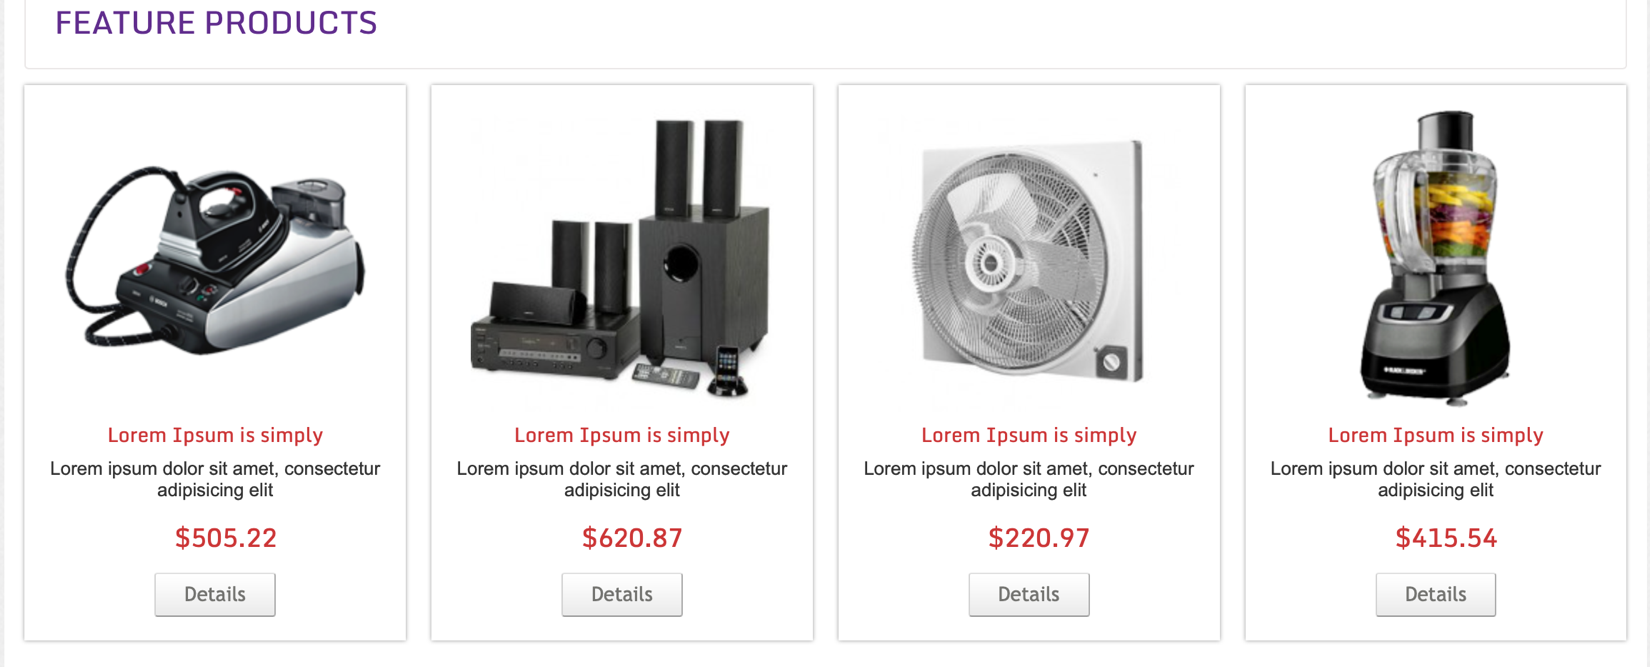 FEATURE PRODUCTS
Lorem Ipsum is simply
Lorem ipsum dolor sit amet, consectetur
adipisicing elit
$505.22
Details
Lorem Ipsum is simply
Lorem ipsum dolor sit amet, consectetur
adipisicing elit
$620.87
Details
Lorem Ipsum is simply
Lorem ipsum dolor sit amet, consectetur
adipisicing elit
$220.97
Details
BLACK&DECKER
Lorem Ipsum is simply
Lorem ipsum dolor sit amet, consectetur
adipisicing elit
$415.54
Details